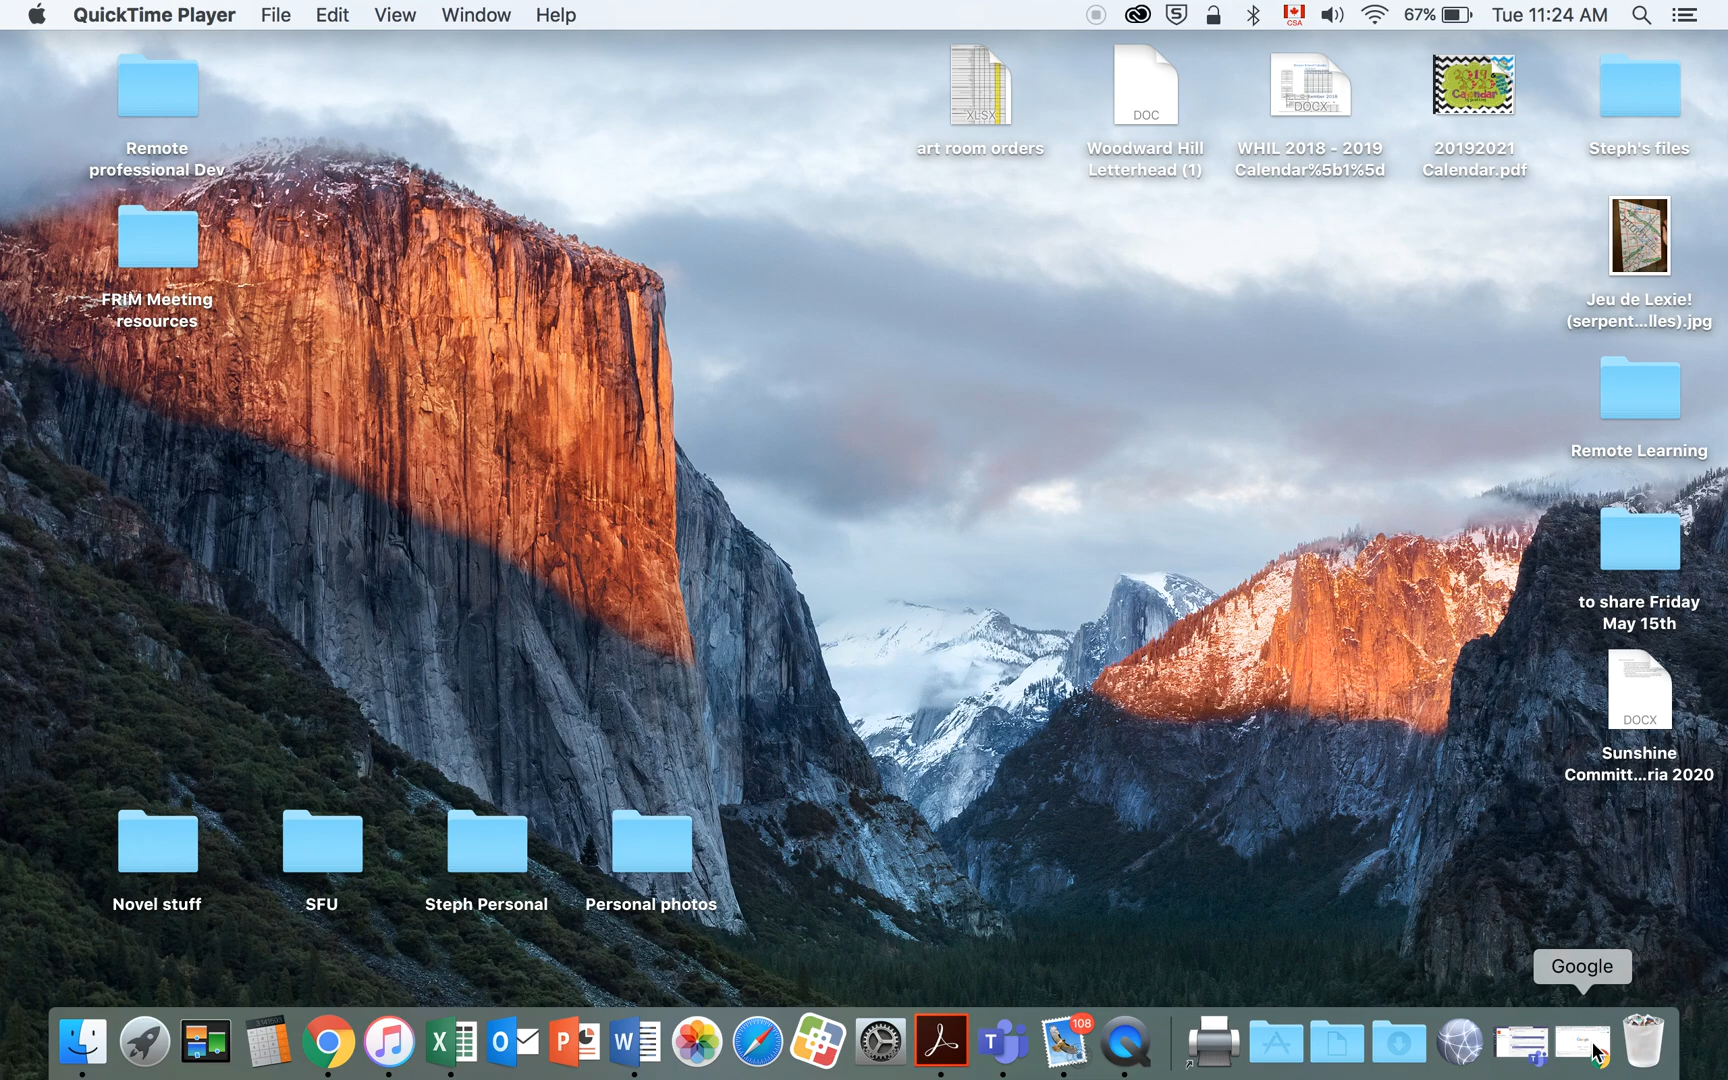 QuickTime Player File Edit View Window Help
CSA
67%
Tue 11:24 AM
Remote
professional Dev
XLSX
art room orders
DOC
Woodward Hill
Letterhead (1)
DOCX
WHIL 2018 - 2019
Calendar%5b1%5d
20192021
Calendar.pdf
Steph's files
FRIM Meeting
resources
Jeu de Lexie!
(serpent...lles).jpg
Remote Learning
to share Friday
May 15th
DOCX
Sunshine
Committ...ria 2020
Novel stuff
SFU
Steph Personal
Personal photos
Google
108